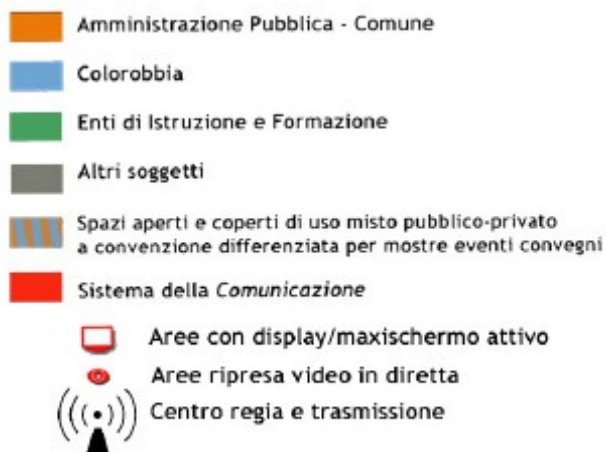 Amministrazione Pubblica - Comune
Colorobbia
Enti di Istruzione e Formazione
Altri soggetti
Spazi aperti e coperti di uso misto pubblico-privato
a convenzione differenziata per mostre eventi convegni
Sistema della Comunicazione
Aree con display/maxischermo attivo
Aree ripresa video in diretta
Centro regia e trasmissione